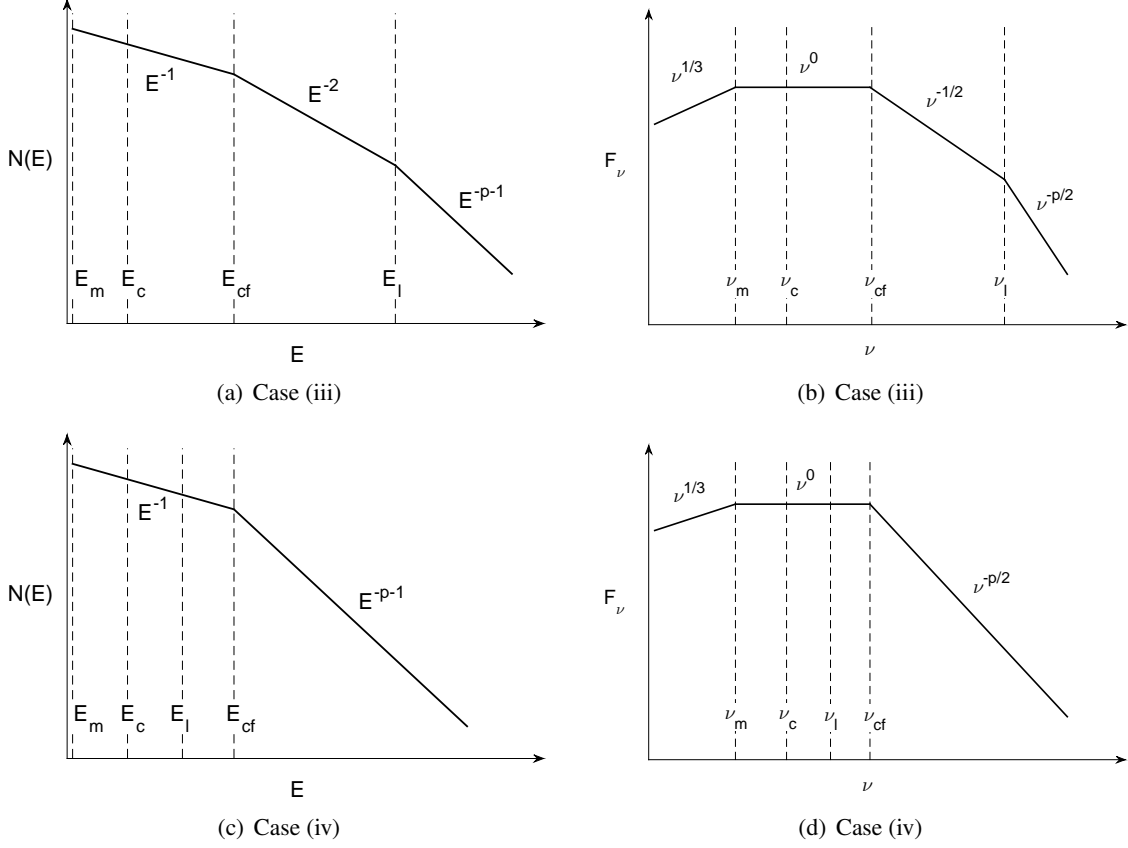 N(E)
E^-1
E^-2
E^-p-1
E_m
E_c
E_cf
E_l
E
(a) Case (iii)
F_ν
ν^1/3
ν^0
ν^-1/2
ν^-p/2
ν_m
ν_c
ν_cf
ν_l
ν
(b) Case (iii)
N(E)
E^-1
E^-p-1
E_m
E_c
E_l
E_cf
E
(c) Case (iv)
F_ν
ν^1/3
ν^0
ν^-p/2
ν_m
ν_c
ν_l
ν_cf
ν
(d) Case (iv)